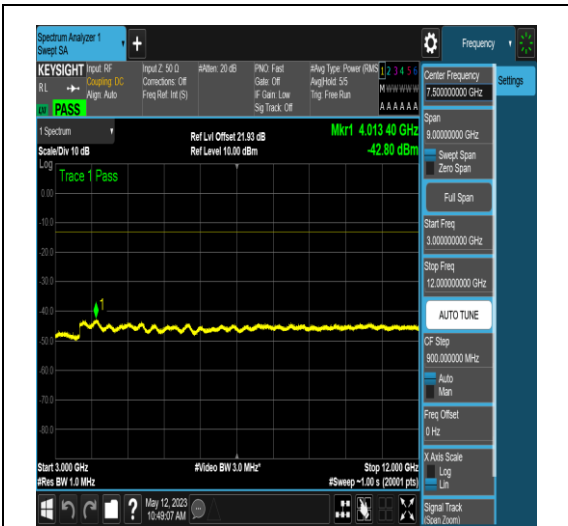 Spectrum Analyzer 1
Swept SA
+
Frequency
KEYSIGHT
Input: RF
Input Z: 50 Ω
#Atten: 20 dB
PNO: Fast
#Avg Type: Power (RMS
1 2 3 4 5 6
RL
Coupling: DC
Corrections: Off
Gate: Off
Avg|Hold: 5/5
M W W W W W
Align: Auto
Freq Ref: Int (S)
IF Gain: Low
Trig: Free Run
PASS
Sig Track: Off
A A A A A A
1 Spectrum
Ref Lvl Offset 21.93 dB
Mkr1 4.013 40 GHz
Scale/Div 10 dB
Ref Level 10.00 dBm
-42.80 dBm
Log
Trace 1 Pass
0.00
-10.0
-20.0
-30.0
-40.0
-50.0
-60.0
-70.0
-80.0
1
Start 3.000 GHz
#Video BW 3.0 MHz*
Stop 12.000 GHz
#Res BW 1.0 MHz
#Sweep ~1.00 s (20001 pts)
May 12, 2023
10:49:07 AM
Center Frequency
7.500000000 GHz
Settings
Span
9.00000000 GHz
Swept Span
Zero Span
Full Span
Start Freq
3.000000000 GHz
Stop Freq
12.000000000 GHz
AUTO TUNE
CF Step
900.000000 MHz
Auto
Man
Freq Offset
0 Hz
X Axis Scale
Log
Lin
Signal Track
(Span Zoom)